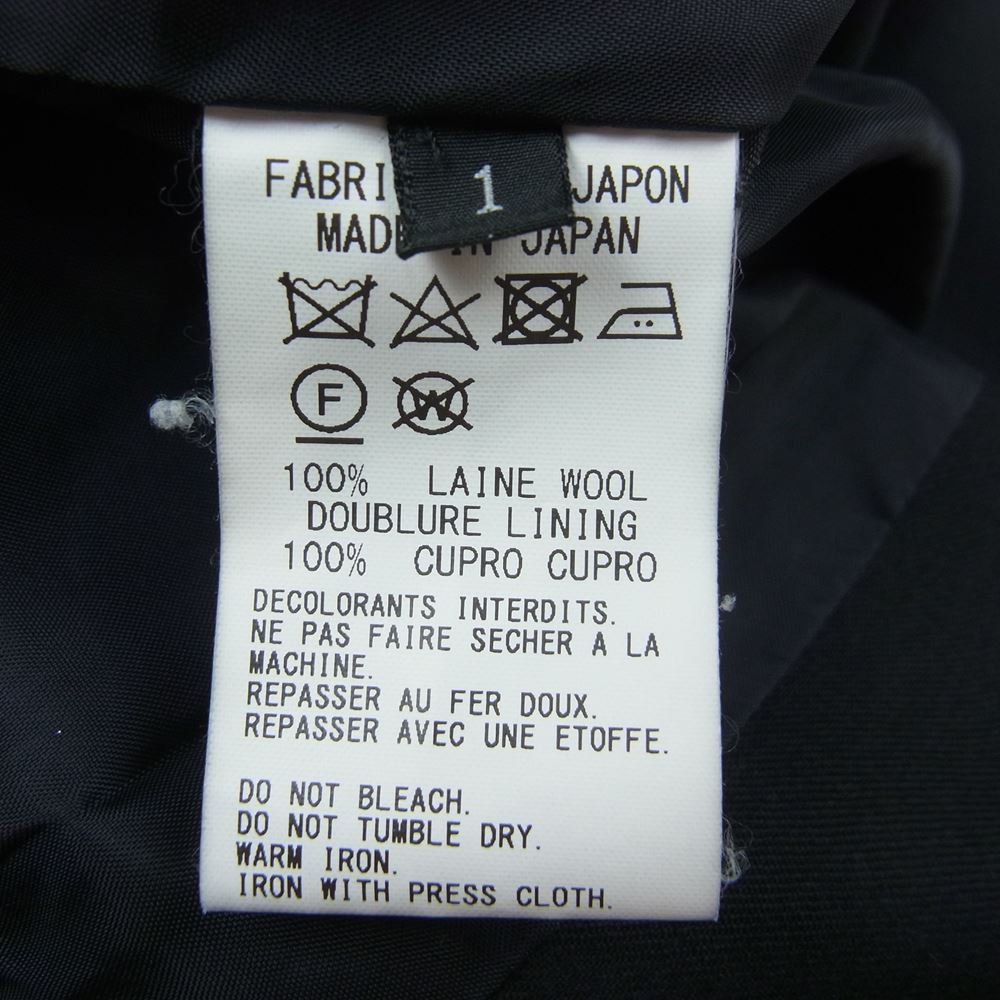 1
FABRI JAPON
MADE IN JAPAN
F W
100% LAINE WOOL
DOUBLURE LINING
100% CUPRO CUPRO
DECOLORANTS INTERDITS.
NE PAS FAIRE SECHER A LA
MACHINE.
REPASSER AU FER DOUX.
REPASSER AVEC UNE ETOFFE.
DO NOT BLEACH.
DO NOT TUMBLE DRY.
WARM IRON.
IRON WITH PRESS CLOTH.